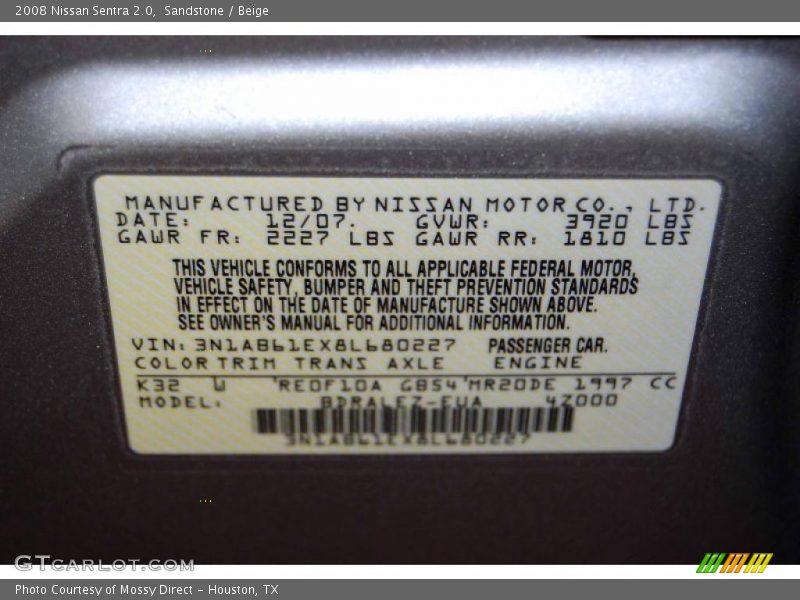 2008 Nissan Sentra 2.0, Sandstone / Beige
MANUFACTURED BY NISSAN MOTOR CO., LTD.
DATE: 12/07. GVWR: 3920 LBS
GAWR FR: 2227 LBS GAWR RR: 1810 LBS
THIS VEHICLE CONFORMS TO ALL APPLICABLE FEDERAL MOTOR,
VEHICLE SAFETY, BUMPER AND THEFT PREVENTION STANDARDS
IN EFFECT ON THE DATE OF MANUFACTURE SHOWN ABOVE.
SEE OWNER'S MANUAL FOR ADDITIONAL INFORMATION.
VIN: 3N1AB61EX8L680227 PASSENGER CAR.
COLOR TRIM TRANS AXLE ENGINE
K32 W RE0F10A GB54 MR20DE 1997 CC
MODEL. BDRALEZ-EUA 4Z000
3N1AB61EX8L680227
GTCARLOT.COM
Photo Courtesy of Mossy Direct - Houston, TX